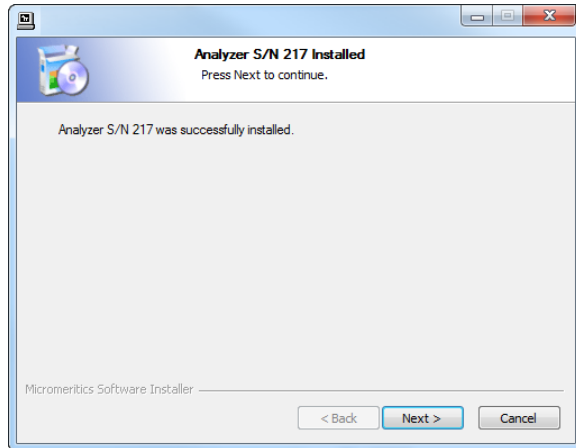 Analyzer S/N 217 Installed
Press Next to continue.
Analyzer S/N 217 was successfully installed.
Micromeritics Software Installer
< Back Next > Cancel